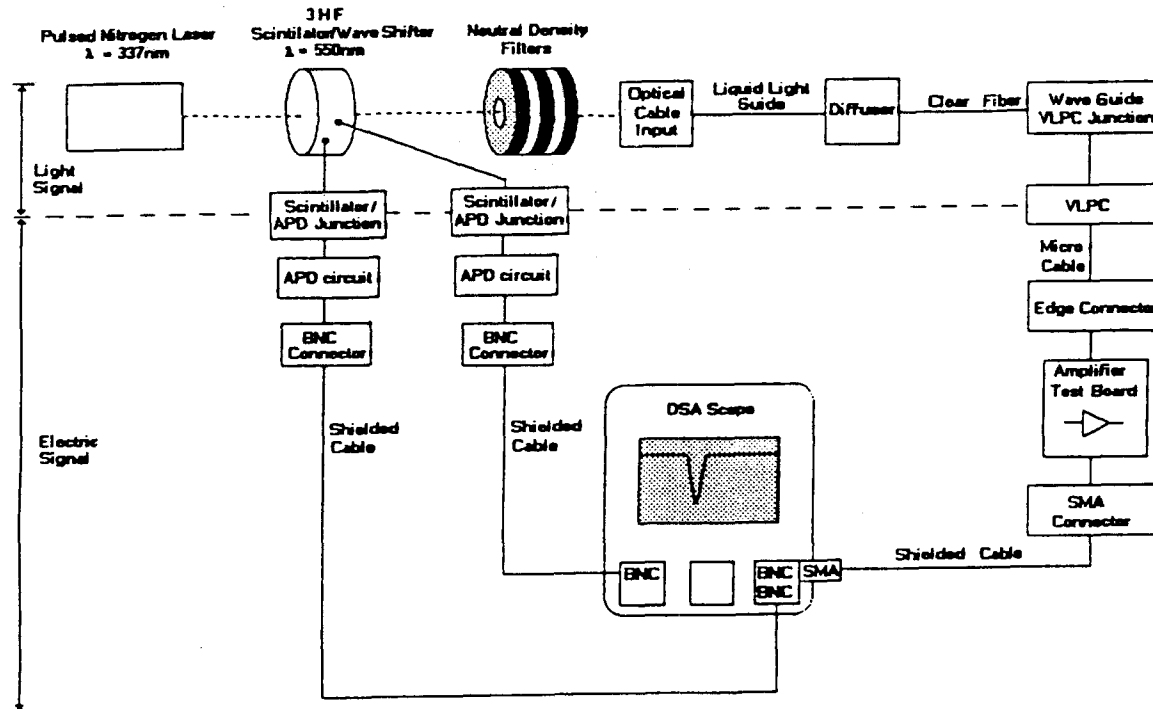 3HF
Pulsed Nitrogen Laser
λ = 337nm
Scintilator/Wave Shifter
λ = 550nm
Neutral Density
Filters
Optical
Cable
Input
Liquid Light
Guide
Diffuser
Clear Fiber
Wave Guide
VLPC Junction
Light
Signal
Scintillator/
APD Junction
Scintillator/
APD Junction
VLPC
Micro
Cable
APD circuit
APD circuit
Edge Connector
BNC
Connector
BNC
Connector
Amplifier
Test Board
DSA Scope
Electric
Signal
Shielded
Cable
Shielded
Cable
SMA
Connector
Shielded Cable
BNC
BNC
SMA
BNC